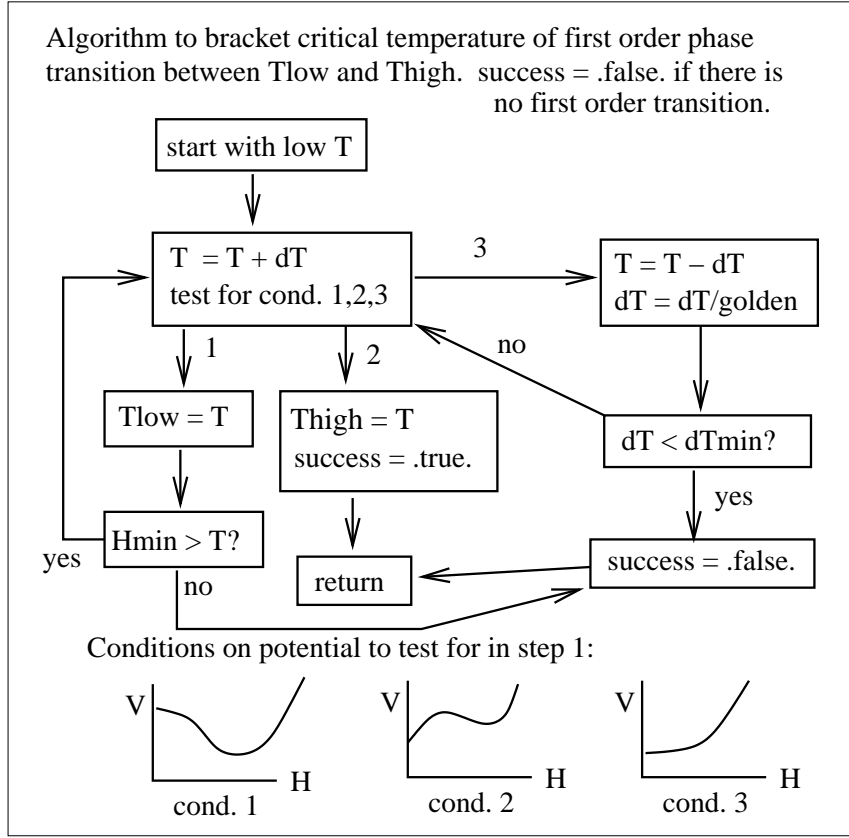 Algorithm to bracket critical temperature of first order phase
transition between Tlow and Thigh.  success = .false. if there is
no first order transition.
start with low T
T = T + dT
test for cond. 1,2,3
3
T = T − dT
dT = dT/golden
1
2
no
Tlow = T
Thigh = T
success = .true.
dT < dTmin?
yes
Hmin > T?
yes
no
return
success = .false.
Conditions on potential to test for in step 1:
V
H
cond. 1
V
H
cond. 2
V
H
cond. 3